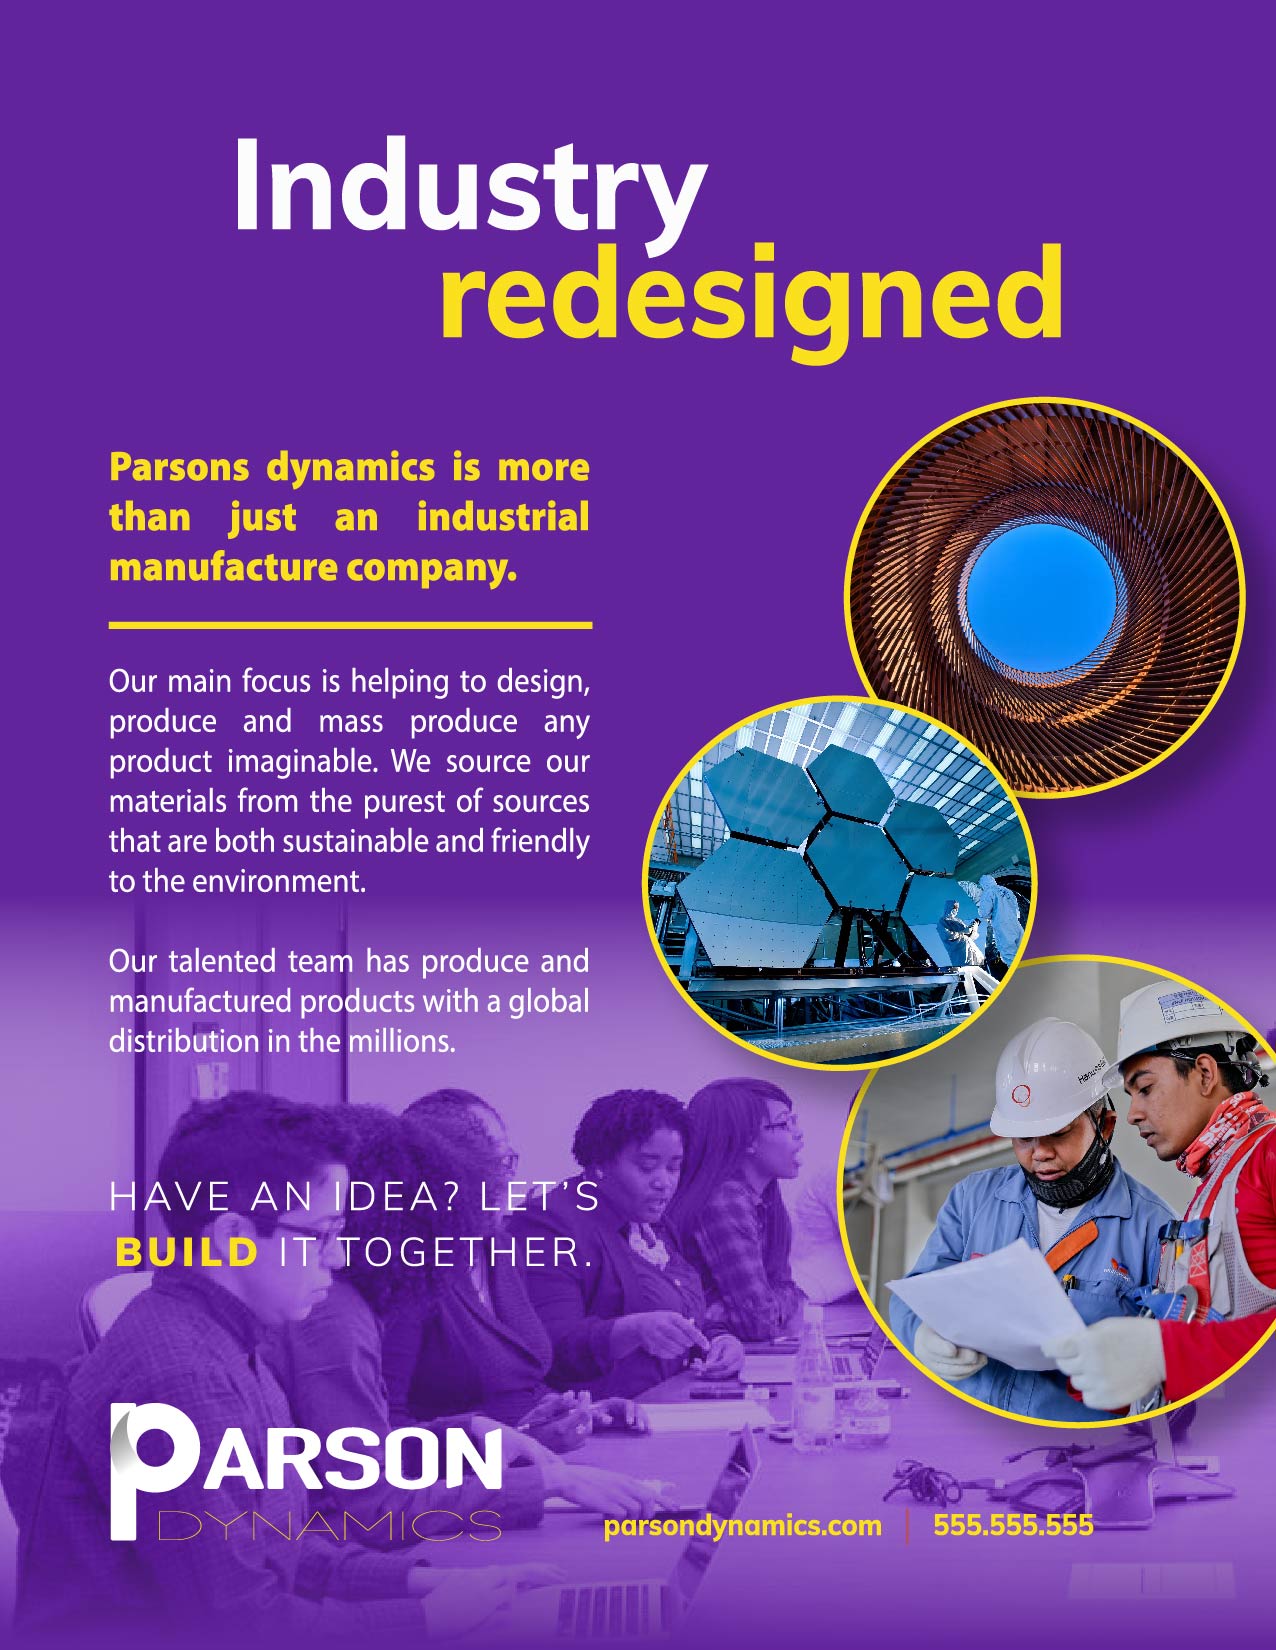 Industry
redesigned
Parsons dynamics is more
than just an industrial
manufacture company.
Our main focus is helping to design,
produce and mass produce any
product imaginable. We source our
materials from the purest of sources
that are both sustainable and friendly
to the environment.
Our talented team has produce and
manufactured products with a global
distribution in the millions.
HAVE AN IDEA? LET'S
BUILD IT TOGETHER.
PARSON
DYNAMICS
parsondynamics.com | 555.555.555